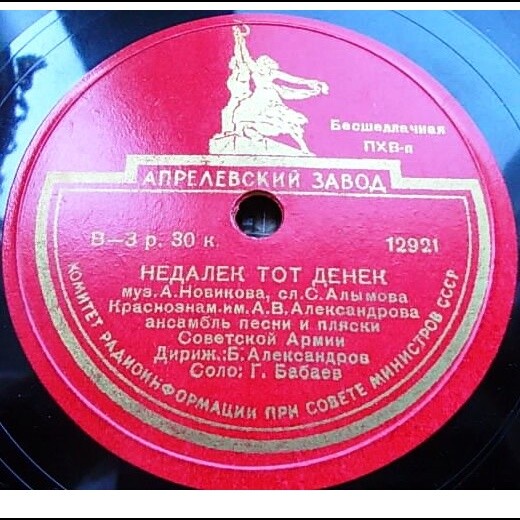 Бесшеллачная
ПХВ-п
АПРЕЛЕВСКИЙ ЗАВОД
В—3 р. 30 к.
12921
НЕДАЛЕК ТОТ ДЕНЕК
муз. А. Новикова, сл. С. Алымова
Краснознам. им. А. В. Александрова
ансамбль песни и пляски
Советской Армии
Дириж.: Б. Александров
Соло: Г. Бабаев
КОМИТЕТ РАДИОИНФОРМАЦИИ ПРИ СОВЕТЕ МИНИСТРОВ СССР